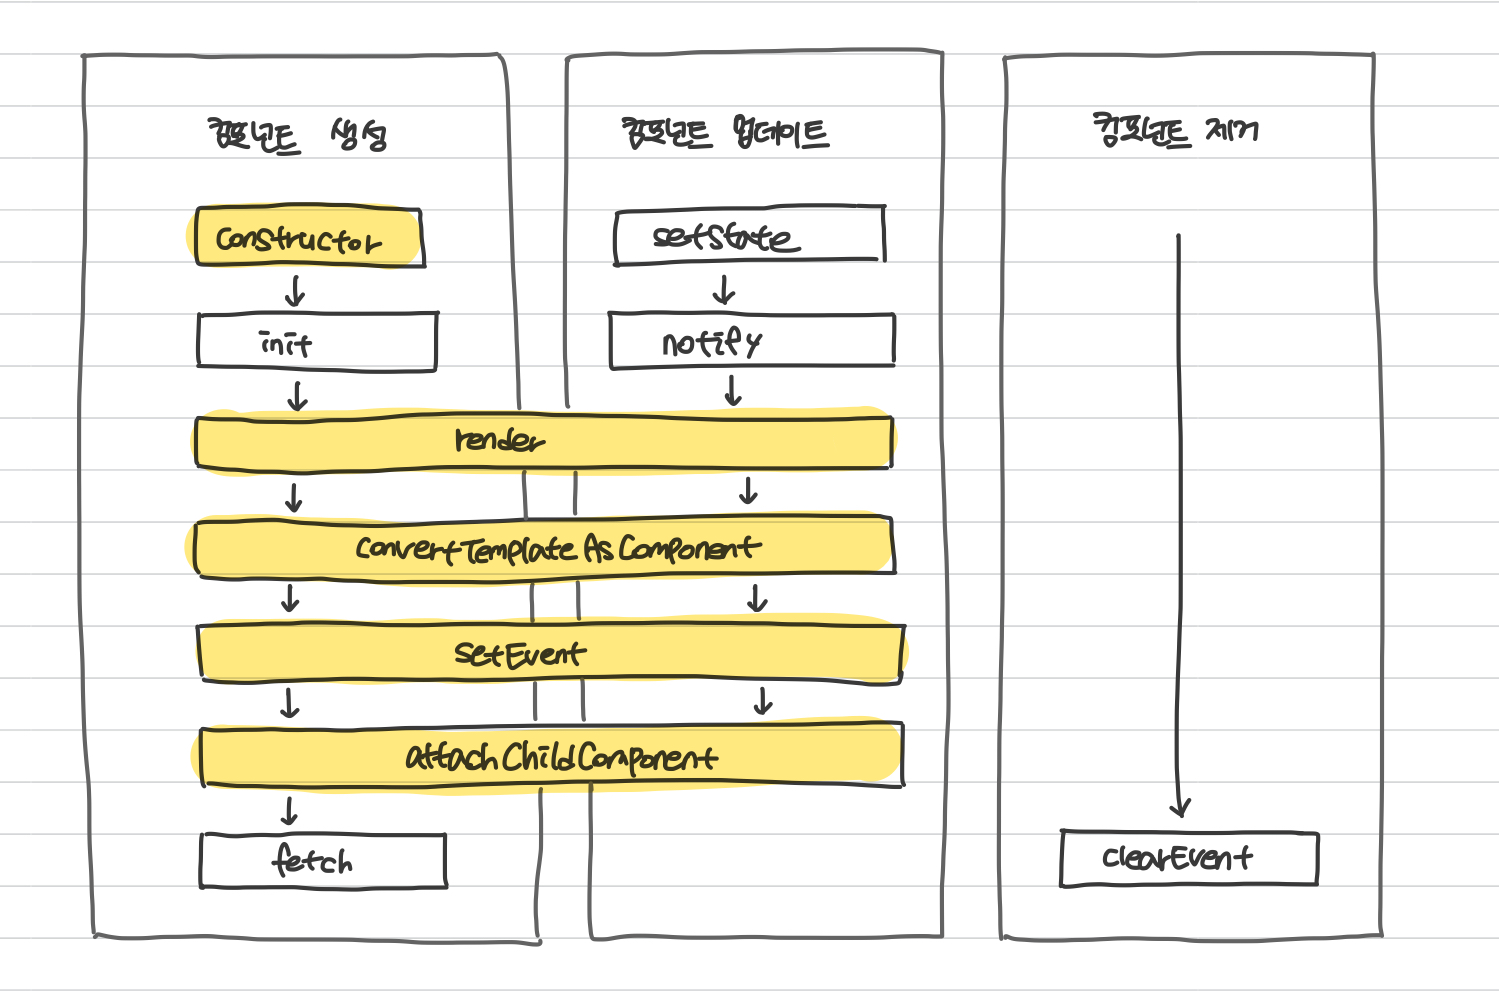 컴포넌트 생성
constructor
init
컴포넌트 업데이트
setState
notify
render
convertTemplateAsComponent
setEvent
attachChildComponent
fetch
컴포넌트 제거
clearEvent